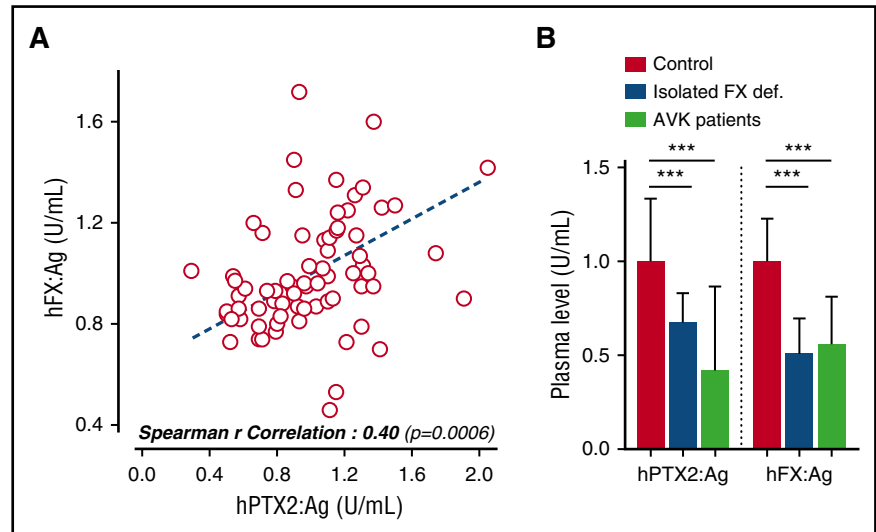 A
hFX:Ag (U/mL)
1.6
1.2
0.8
0.4
Spearman r Correlation : 0.40 (p=0.0006)
0.0 0.4 0.8 1.2 1.6 2.0
hPTX2:Ag (U/mL)
B
Control
Isolated FX def.
AVK patients
*** ***
*** ***
Plasma level (U/mL)
1.5
1.0
0.5
0.0
hPTX2:Ag hFX:Ag